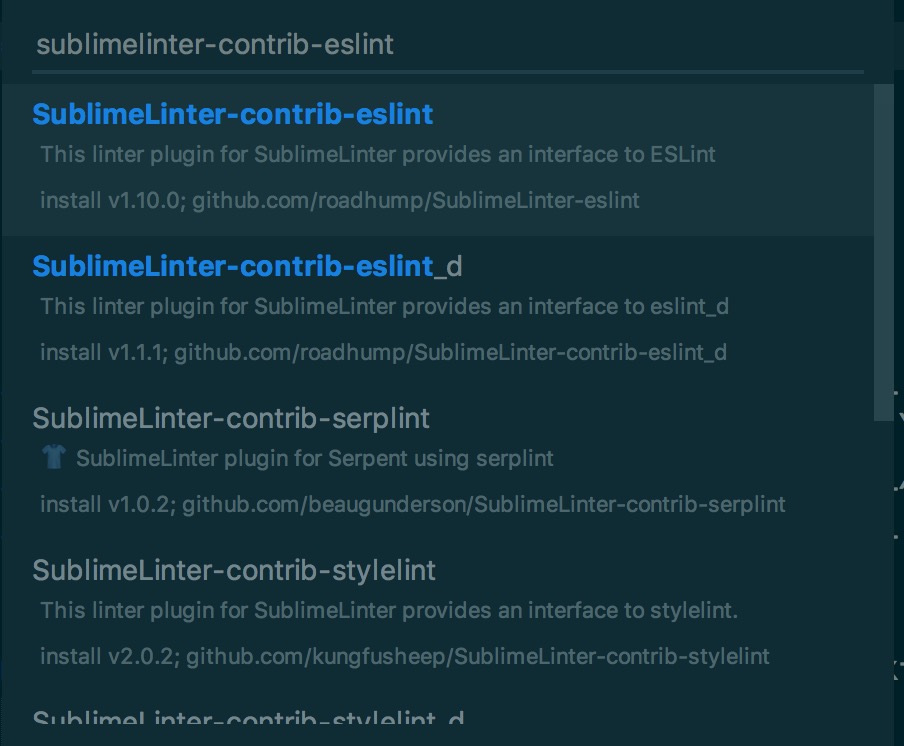 sublimelinter-contrib-eslint
SublimeLinter-contrib-eslint
This linter plugin for SublimeLinter provides an interface to ESLint
install v1.10.0; github.com/roadhump/SublimeLinter-eslint
SublimeLinter-contrib-eslint_d
This linter plugin for SublimeLinter provides an interface to eslint_d
install v1.1.1; github.com/roadhump/SublimeLinter-contrib-eslint_d
SublimeLinter-contrib-serplint
SublimeLinter plugin for Serpent using serplint
install v1.0.2; github.com/beaugunderson/SublimeLinter-contrib-serplint
SublimeLinter-contrib-stylelint
This linter plugin for SublimeLinter provides an interface to stylelint.
install v2.0.2; github.com/kungfusheep/SublimeLinter-contrib-stylelint
SublimeLinter-contrib-stylelint_d